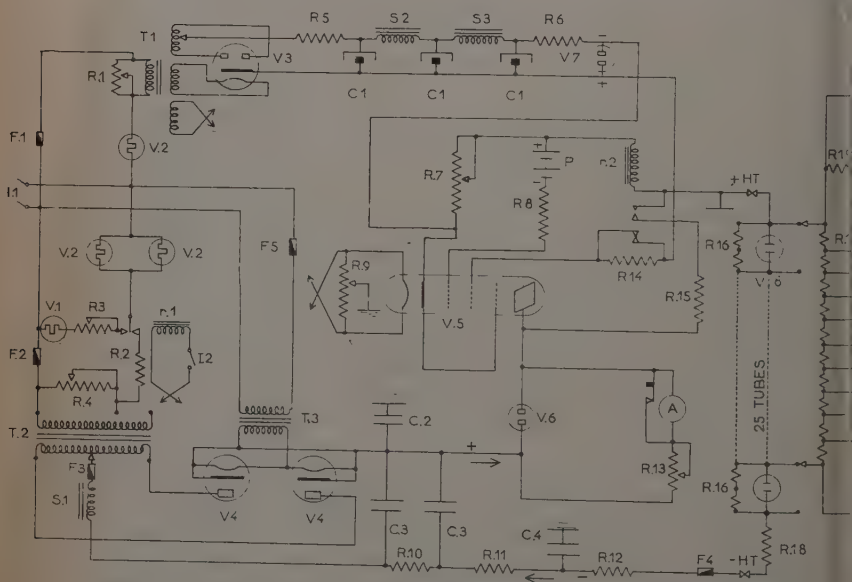 R5
S2
S3
R6
T1
V3
V7
R.1
C1
C1
C1
F.1
V.2
I.1
R.7
P
r.2
+HT
R8
R.16
F5
V.2
V.2
R.9
R.14
R.15
V.5
V.1
R3
r.1
F.2
R.2
I2
R.4
V.6
A
25 TUBES
T.2
T.3
C.2
F3
R.13
R.16
S.1
V4
V4
+
C.3
C.3
C.4
R.18
R.10
R.11
R.12
F4
-HT